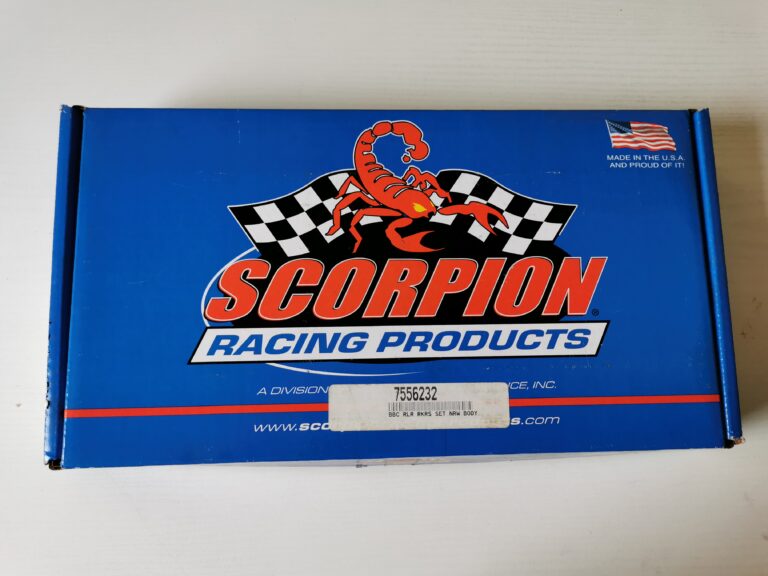 MADE IN THE U.S.A.
AND PROUD OF IT!
SCORPION®
RACING PRODUCTS
A DIVISION CE, INC.
7556232
BBC RLR RKRS SET NRW BODY
www.sco s.com